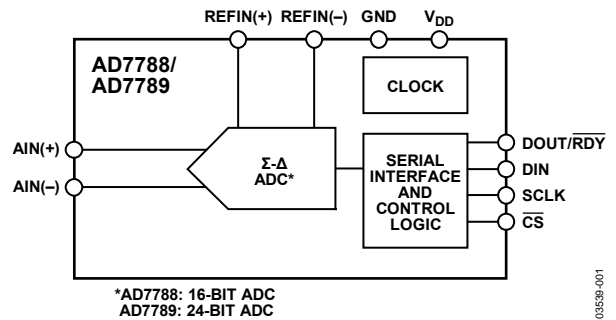 REFIN(+) REFIN(–) GND VDD
AD7788/
AD7789
CLOCK
AIN(+)
AIN(–)
Σ-Δ
ADC*
SERIAL
INTERFACE
AND
CONTROL
LOGIC
DOUT/RDY
DIN
SCLK
CS
*AD7788: 16-BIT ADC
AD7789: 24-BIT ADC
03539-001